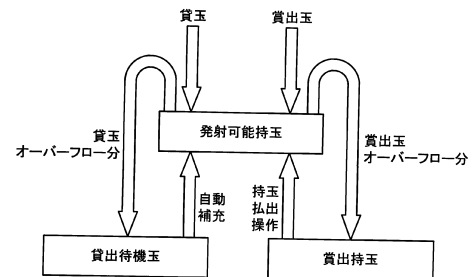 貸玉
賞出玉
発射可能持玉
貸玉
オーバーフロー分
賞出玉
オーバーフロー分
自動
補充
持玉
払出
操作
貸出待機玉
賞出持玉